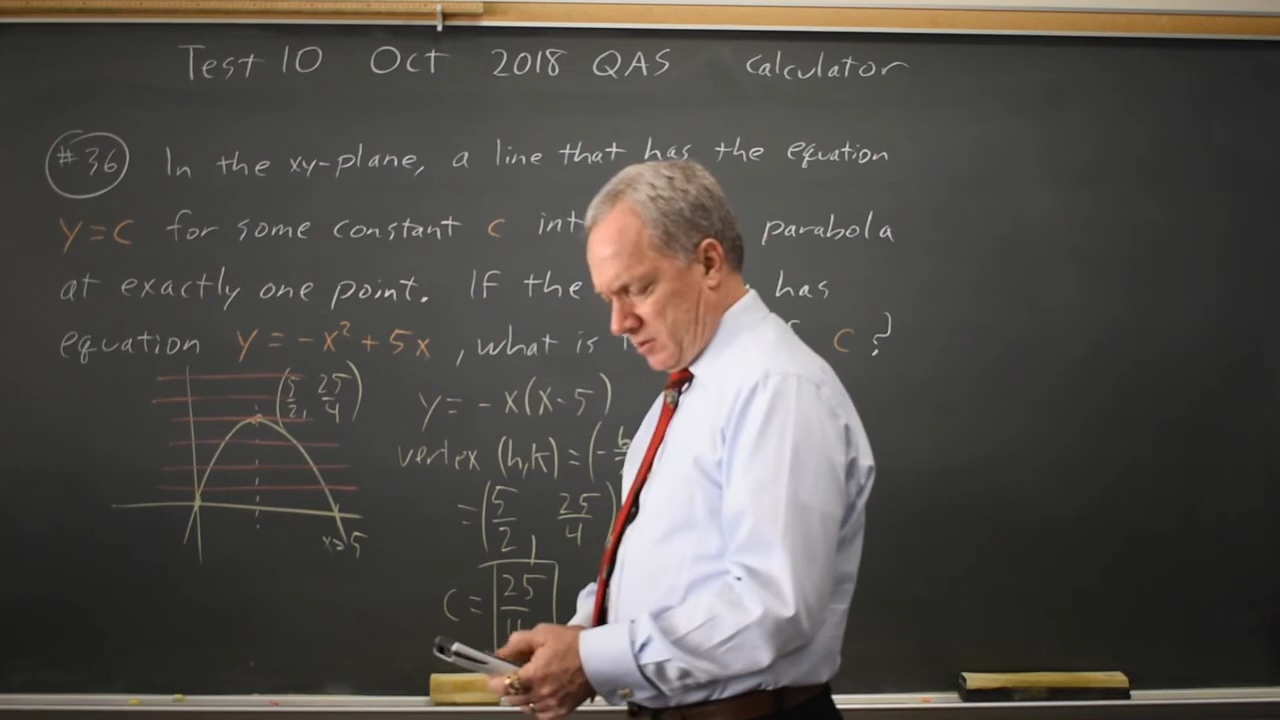 Test 10 Oct 2018 QAS calculator
#36 In the xy-plane, a line that has the equation
y=c for some constant c int parabola
at exactly one point. If the has
equation y = -x² + 5x , what is c ?
(5/2, 25/4)
x=5
y = -x(x-5)
vertex (h,k) = (-b
= (5/2, 25/4)
c = 25